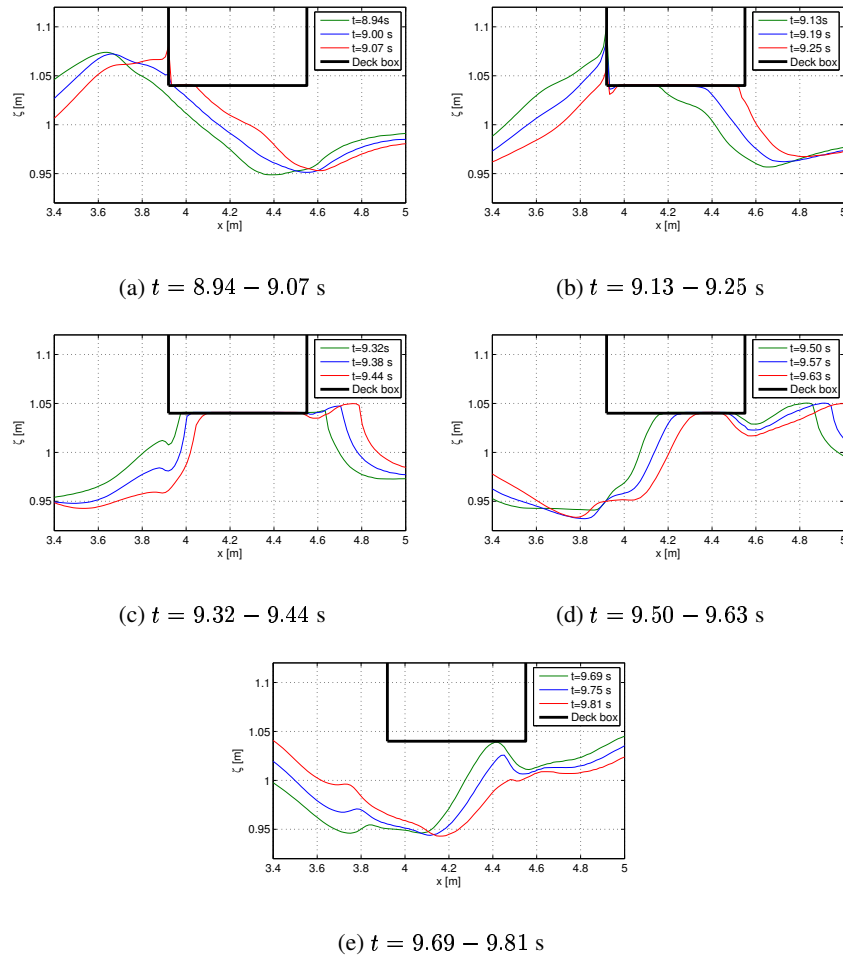 1.1
1.05
1
0.95
ζ [m]
3.4 3.6 3.8 4 4.2 4.4 4.6 4.8 5
x [m]
t=8.94s
t=9.00 s
t=9.07 s
Deck box
(a) t = 8.94 − 9.07 s
1.1
1.05
1
0.95
ζ [m]
3.4 3.6 3.8 4 4.2 4.4 4.6 4.8 5
x [m]
t=9.13s
t=9.19 s
t=9.25 s
Deck box
(b) t = 9.13 − 9.25 s
1.1
1.05
1
0.95
ζ [m]
3.4 3.6 3.8 4 4.2 4.4 4.6 4.8 5
x [m]
t=9.32s
t=9.38 s
t=9.44 s
Deck box
(c) t = 9.32 − 9.44 s
1.1
1.05
1
0.95
ζ [m]
3.4 3.6 3.8 4 4.2 4.4 4.6 4.8 5
x [m]
t=9.50 s
t=9.57 s
t=9.63 s
Deck box
(d) t = 9.50 − 9.63 s
1.1
1.05
1
0.95
ζ [m]
3.4 3.6 3.8 4 4.2 4.4 4.6 4.8 5
x [m]
t=9.69 s
t=9.75 s
t=9.81 s
Deck box
(e) t = 9.69 − 9.81 s